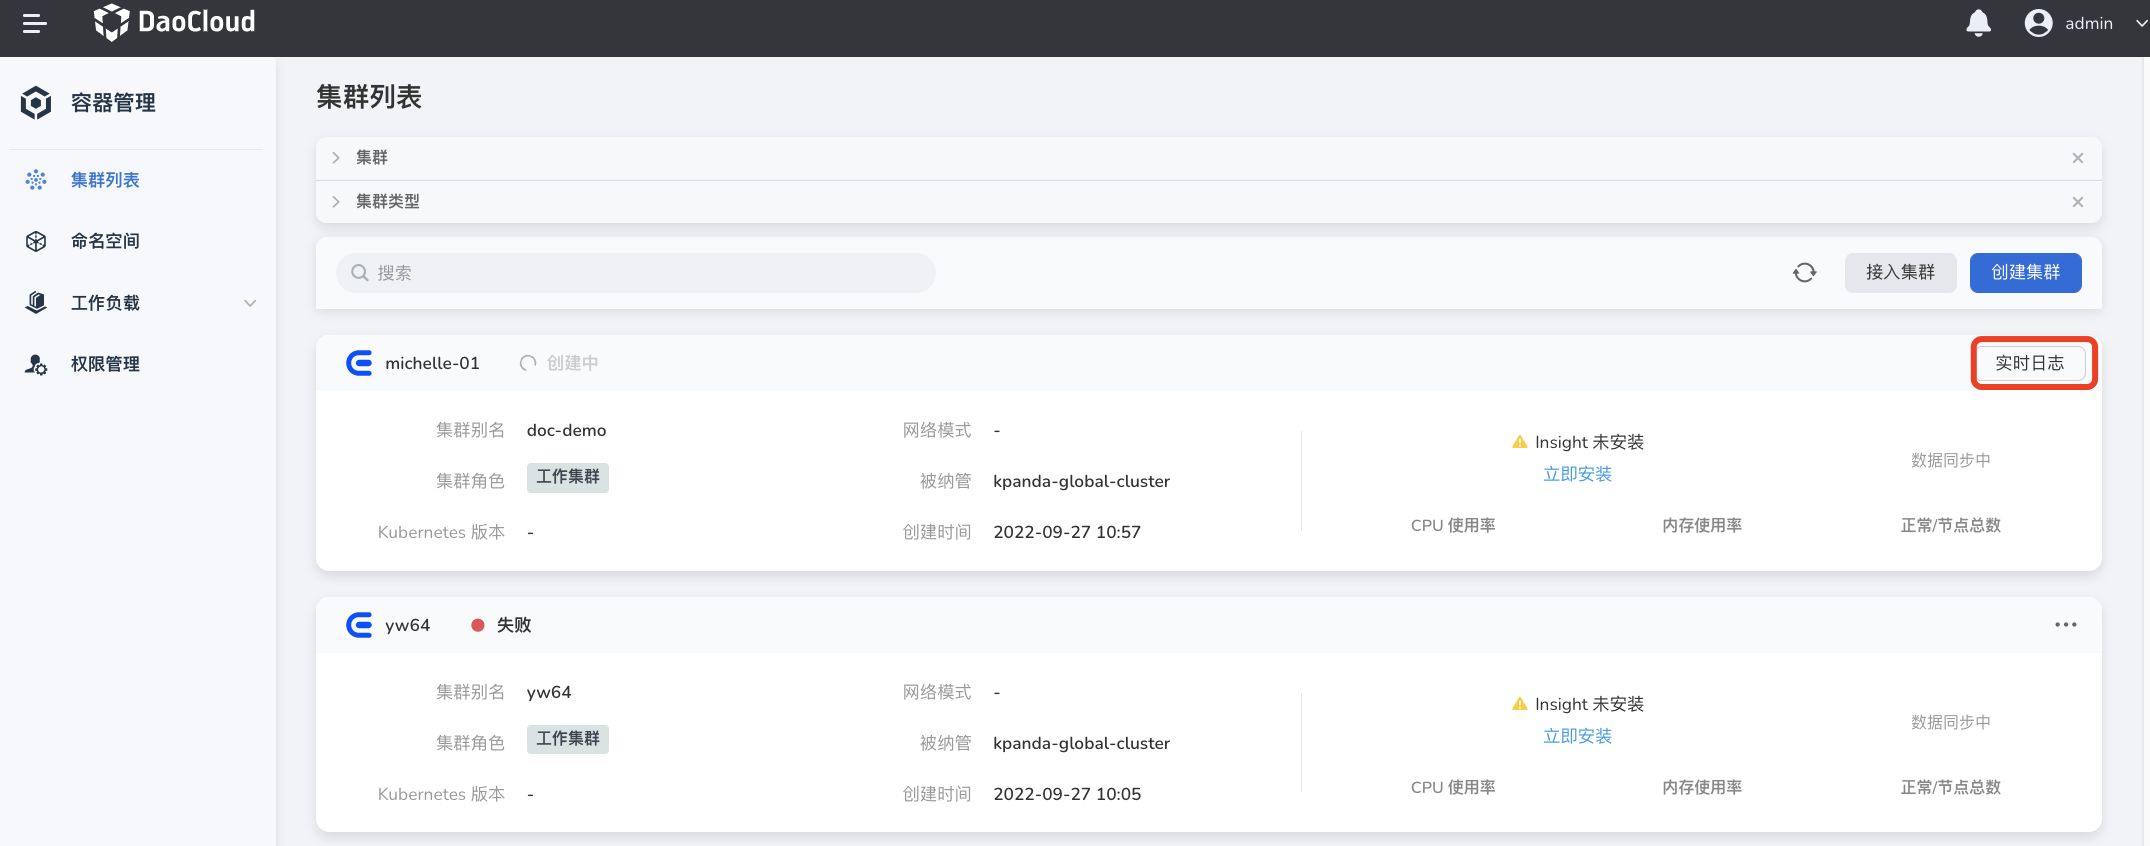 DaoCloud
admin
容器管理
集群列表
命名空间
工作负载
权限管理
集群列表
集群
集群类型
搜索
接入集群
创建集群
michelle-01
创建中
实时日志
集群别名 doc-demo
网络模式 -
集群角色 工作集群
被纳管 kpanda-global-cluster
Kubernetes 版本 -
创建时间 2022-09-27 10:57
Insight 未安装
立即安装
数据同步中
CPU 使用率
内存使用率
正常/节点总数
yw64
失败
集群别名 yw64
网络模式 -
集群角色 工作集群
被纳管 kpanda-global-cluster
Kubernetes 版本 -
创建时间 2022-09-27 10:05
Insight 未安装
立即安装
数据同步中
CPU 使用率
内存使用率
正常/节点总数